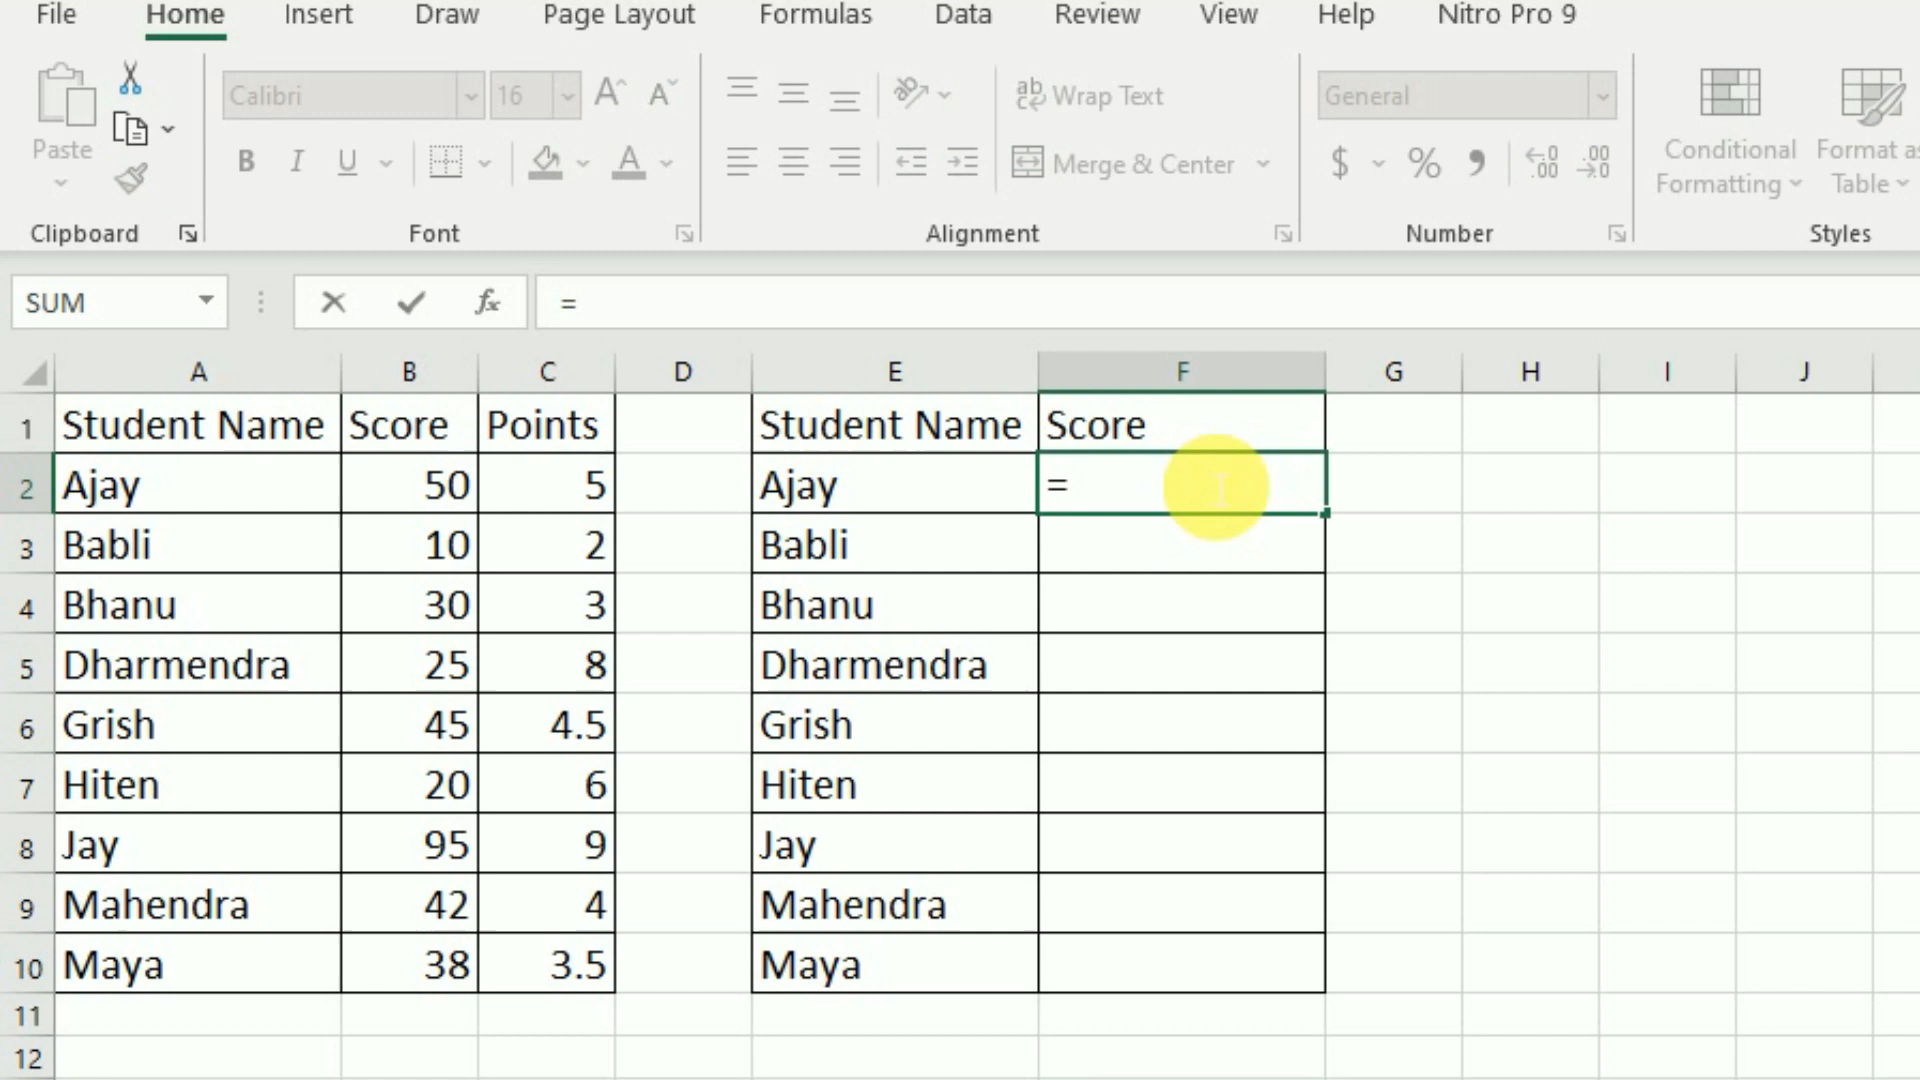 File Home Insert Draw Page Layout Formulas Data Review View Help Nitro Pro 9
Calibri 16 A A ab Wrap Text General
Paste B I U A Merge & Center $ % Conditional Formatting Format as Table
Clipboard Font Alignment Number Styles
SUM fx =
A B C D E F G H I J
1 Student Name Score Points Student Name Score
2 Ajay 50 5 Ajay =
3 Babli 10 2 Babli
4 Bhanu 30 3 Bhanu
5 Dharmendra 25 8 Dharmendra
6 Grish 45 4.5 Grish
7 Hiten 20 6 Hiten
8 Jay 95 9 Jay
9 Mahendra 42 4 Mahendra
10 Maya 38 3.5 Maya
11
12